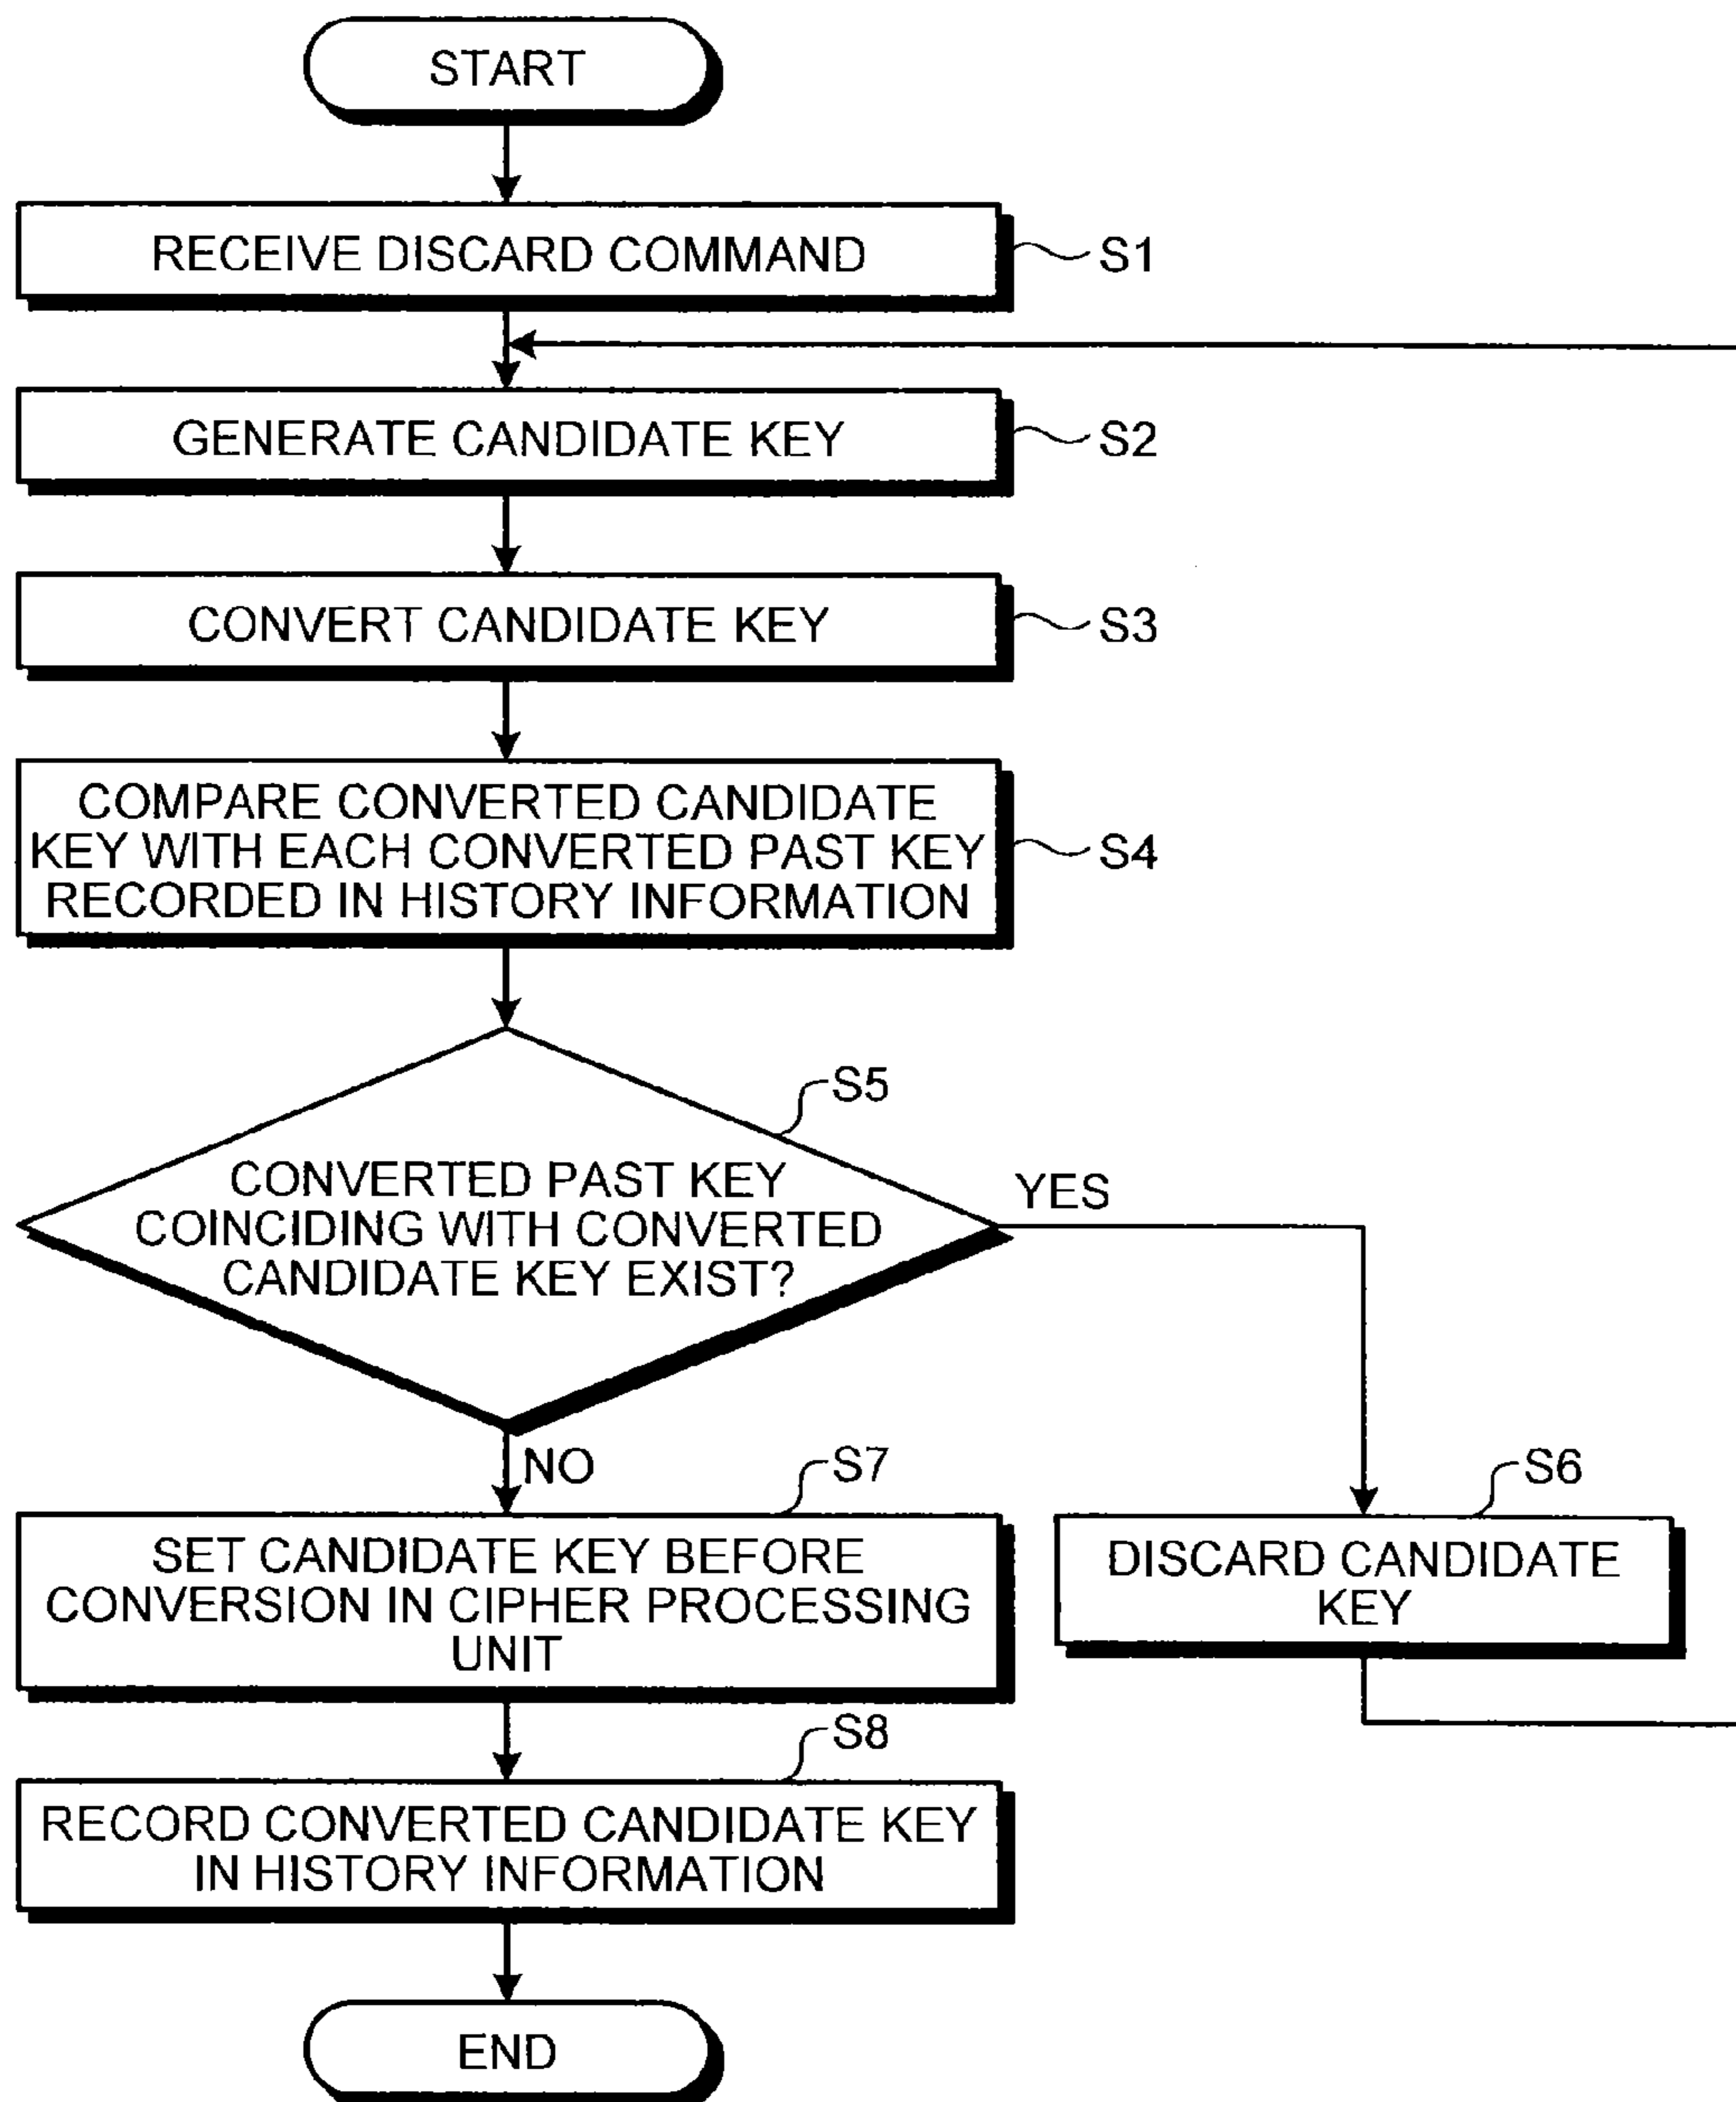 START
RECEIVE DISCARD COMMAND
S1
GENERATE CANDIDATE KEY
S2
CONVERT CANDIDATE KEY
S3
COMPARE CONVERTED CANDIDATE
KEY WITH EACH CONVERTED PAST KEY
RECORDED IN HISTORY INFORMATION
S4
S5
CONVERTED PAST KEY
COINCIDING WITH CONVERTED
CANDIDATE KEY EXIST?
YES
NO
S7
SET CANDIDATE KEY BEFORE
CONVERSION IN CIPHER PROCESSING
UNIT
S6
DISCARD CANDIDATE
KEY
S8
RECORD CONVERTED CANDIDATE KEY
IN HISTORY INFORMATION
END